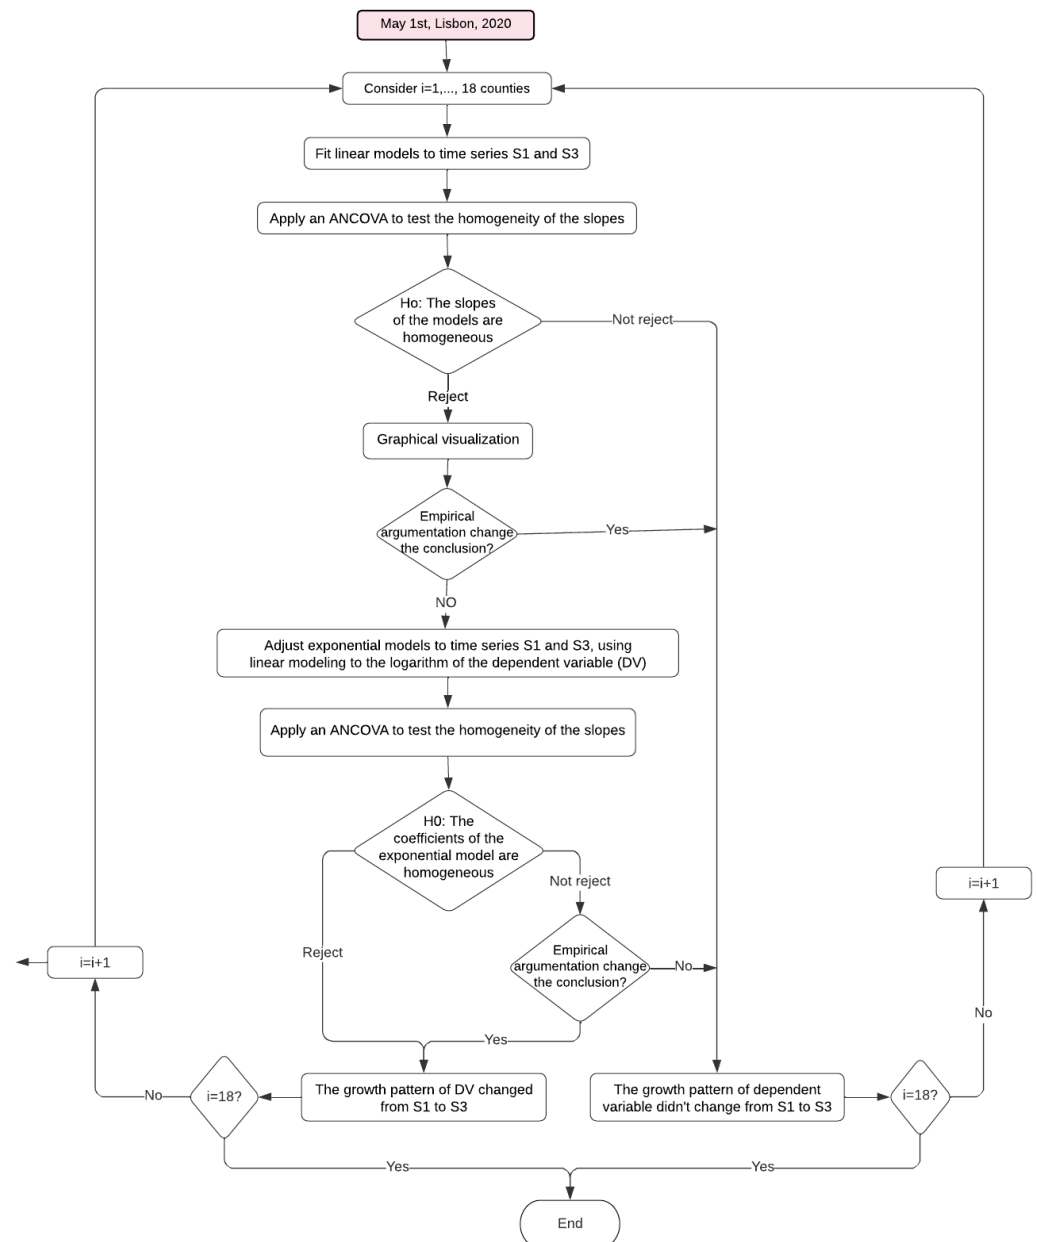 May 1st, Lisbon, 2020
Consider i=1,..., 18 counties
Fit linear models to time series S1 and S3
Apply an ANCOVA to test the homogeneity of the slopes
Ho: The slopes
of the models are
homogeneous
Not reject
Reject
Graphical visualization
Empirical
argumentation change
the conclusion?
Yes
NO
Adjust exponential models to time series S1 and S3, using
linear modeling to the logarithm of the dependent variable (DV)
Apply an ANCOVA to test the homogeneity of the slopes
H0: The
coefficients of the
exponential model are
homogeneous
Not reject
i=i+1
Reject
Empirical
argumentation change
the conclusion?
No
i=i+1
No
Yes
i=18?
No
The growth pattern of DV changed
from S1 to S3
The growth pattern of dependent
variable didn't change from S1 to S3
i=18?
Yes
Yes
End